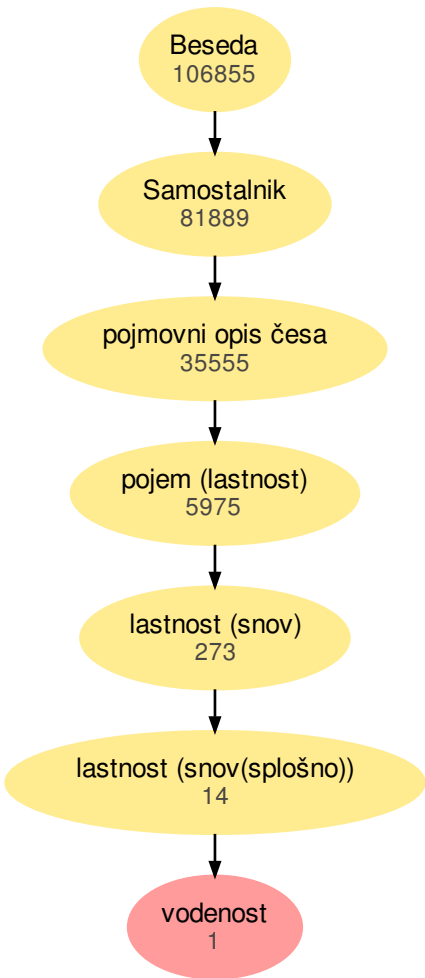 Beseda
106855
Samostalnik
81889
pojmovni opis česa
35555
pojem (lastnost)
5975
lastnost (snov)
273
lastnost (snov(splošno))
14
vodenost
1